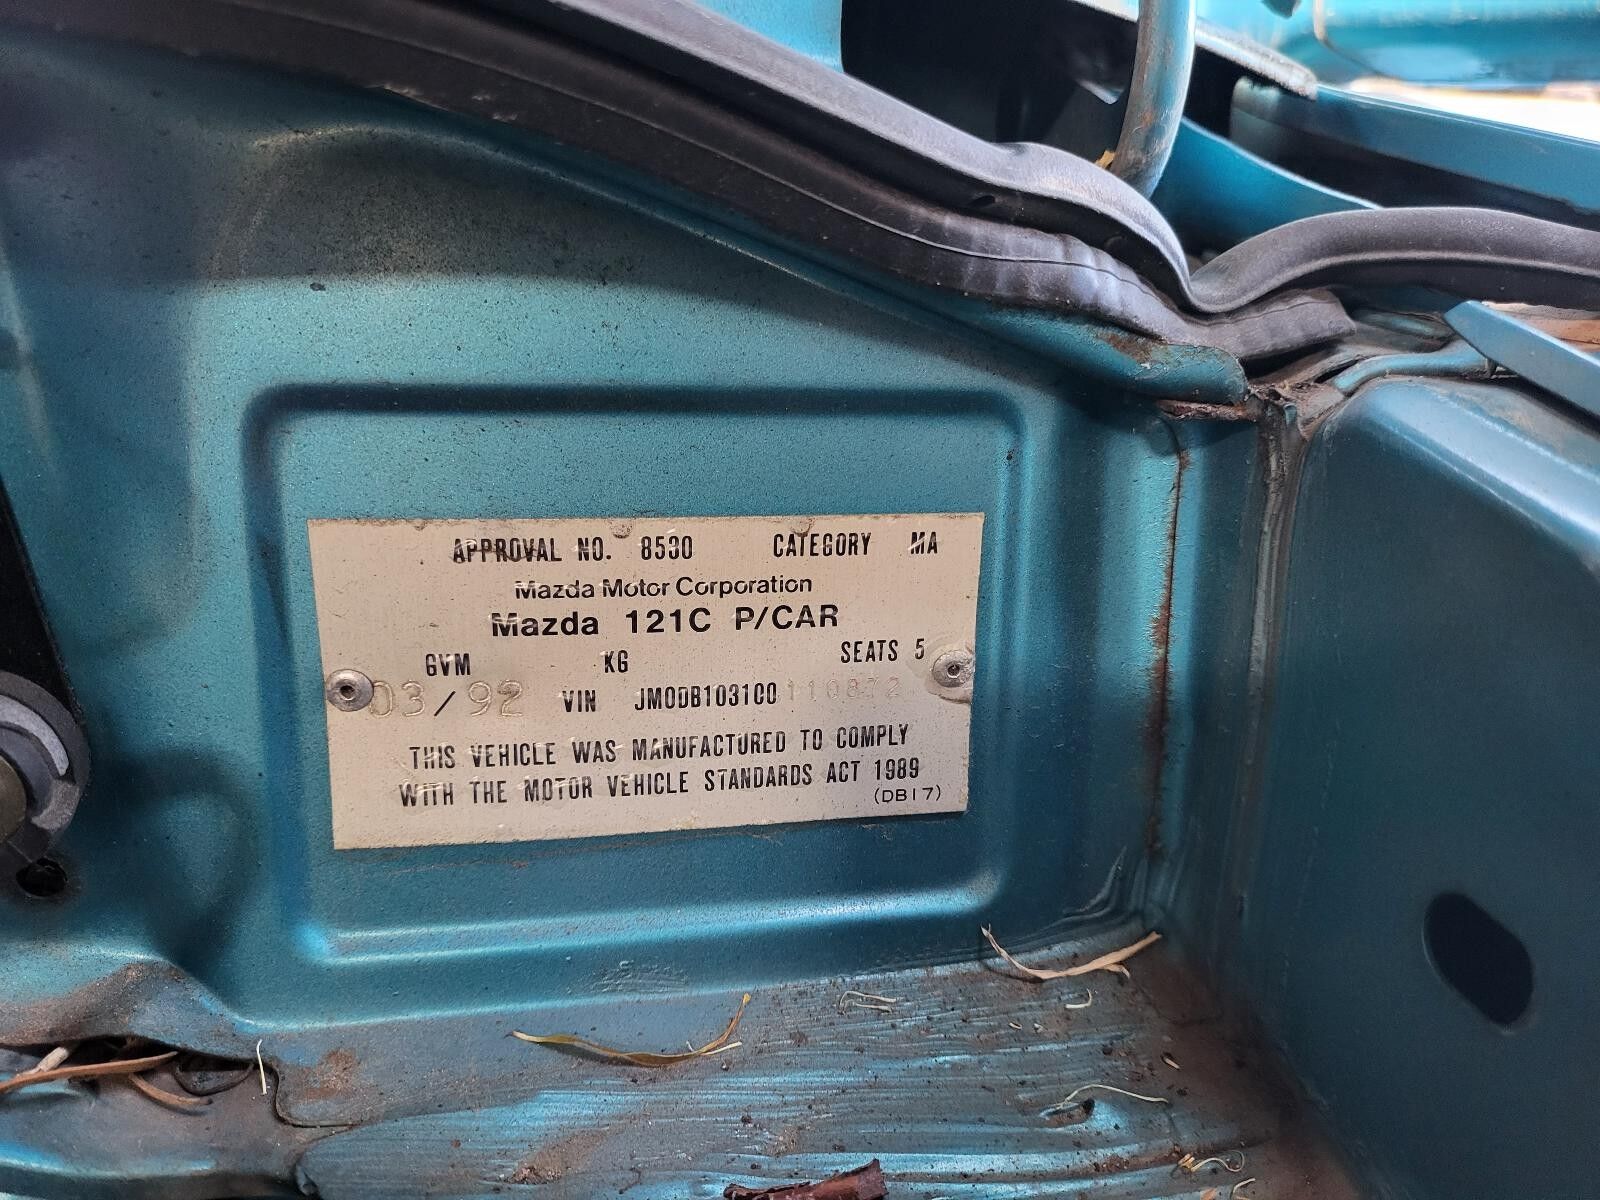 APPROVAL NO. 8530 CATEGORY MA
Mazda Motor Corporation
Mazda 121C P/CAR
GVM KG SEATS 5
03/92 VIN JM0DB103100110872
THIS VEHICLE WAS MANUFACTURED TO COMPLY
WITH THE MOTOR VEHICLE STANDARDS ACT 1989
(DB17)